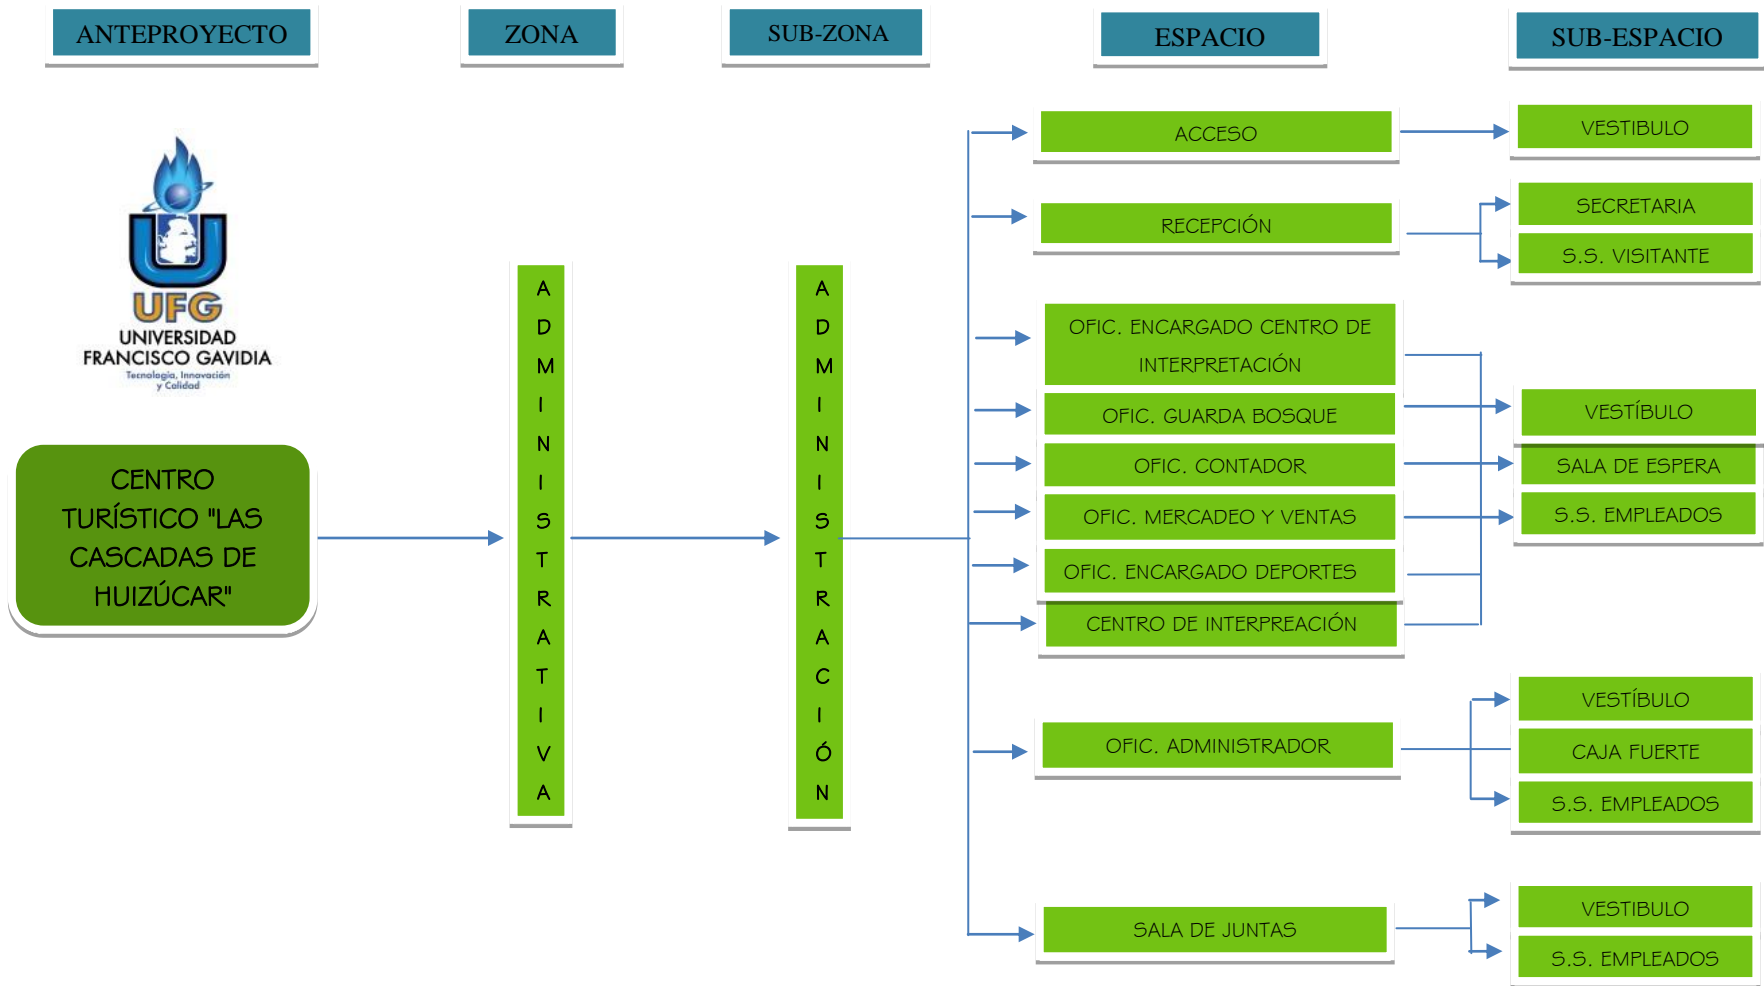 ANTEPROYECTO
ZONA
SUB-ZONA
ESPACIO
SUB-ESPACIO
UFG
UNIVERSIDAD
FRANCISCO GAVIDIA
Tecnología, Innovación
y Calidad
CENTRO
TURÍSTICO "LAS
CASCADAS DE
HUIZÚCAR"
ADMINISTRATIVA
ADMINISTRACIÓN
ACCESO
VESTIBULO
RECEPCIÓN
SECRETARIA
S.S. VISITANTE
OFIC. ENCARGADO CENTRO DE
INTERPRETACIÓN
OFIC. GUARDA BOSQUE
OFIC. CONTADOR
OFIC. MERCADEO Y VENTAS
OFIC. ENCARGADO DEPORTES
CENTRO DE INTERPREACIÓN
VESTÍBULO
SALA DE ESPERA
S.S. EMPLEADOS
OFIC. ADMINISTRADOR
VESTÍBULO
CAJA FUERTE
S.S. EMPLEADOS
SALA DE JUNTAS
VESTIBULO
S.S. EMPLEADOS